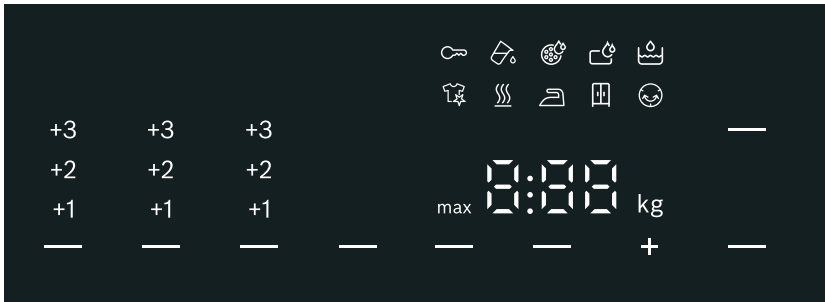 +3 +3 +3
+2 +2 +2
8:88
+1 +1 +1 max kg
+